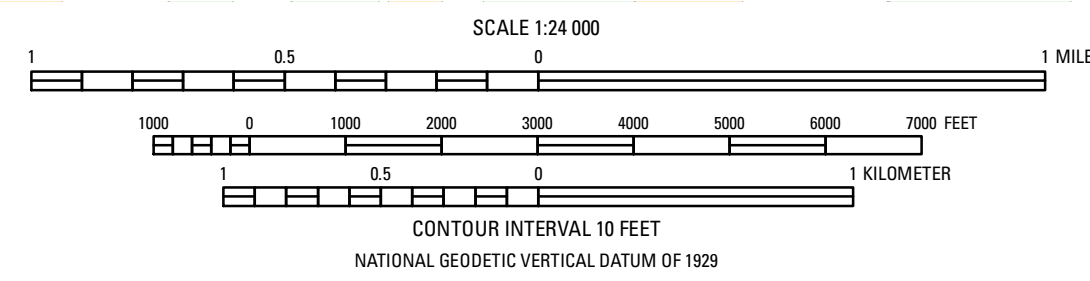 SCALE 1:24 000
1 0.5 0 1 MILE
1000 0 1000 2000 3000 4000 5000 6000 7000 FEET
1 0.5 0 1 KILOMETER
CONTOUR INTERVAL 10 FEET
NATIONAL GEODETIC VERTICAL DATUM OF 1929